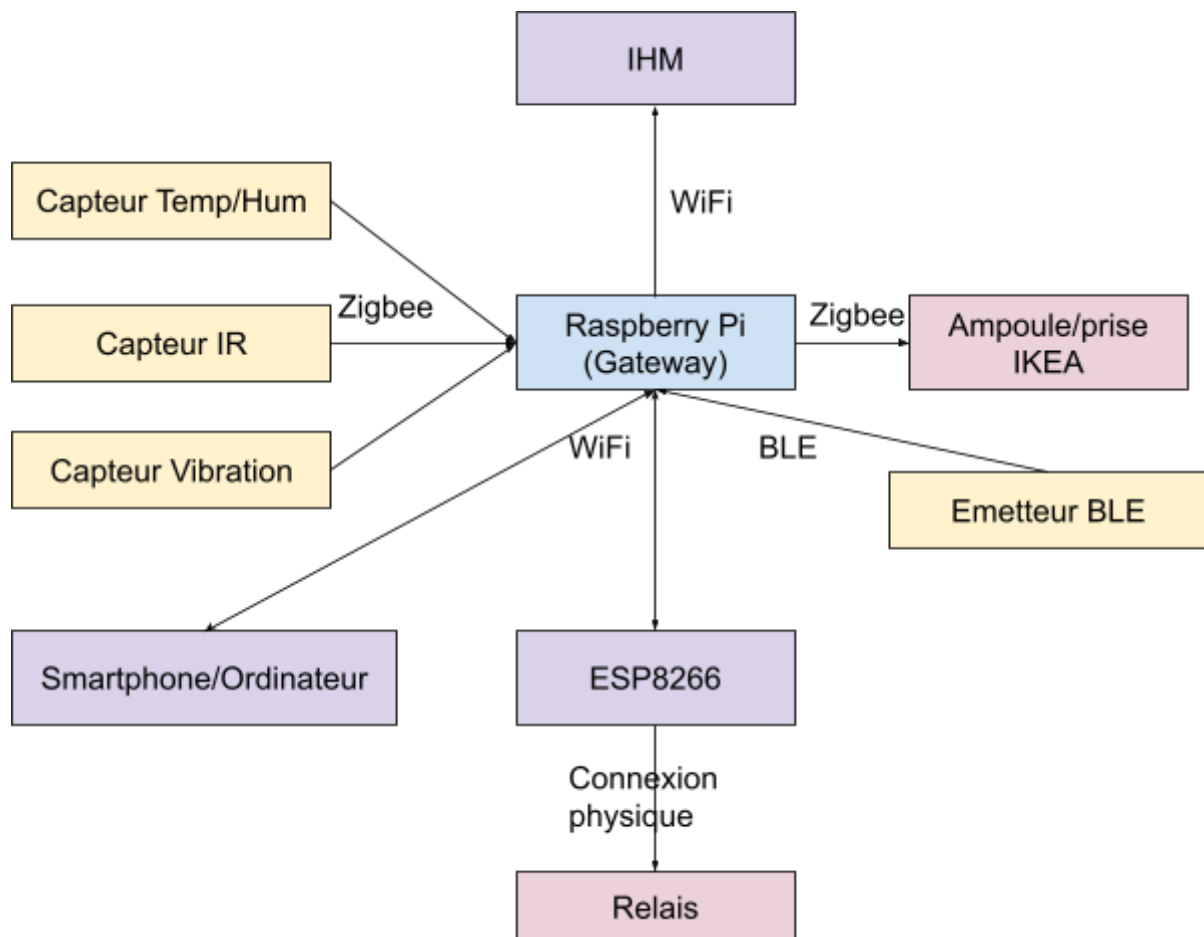 IHM
WiFi
Capteur Temp/Hum
Zigbee
Capteur IR
Raspberry Pi
(Gateway)
Zigbee
Ampoule/prise
IKEA
Capteur Vibration
WiFi
BLE
Emetteur BLE
Smartphone/Ordinateur
ESP8266
Connexion
physique
Relais